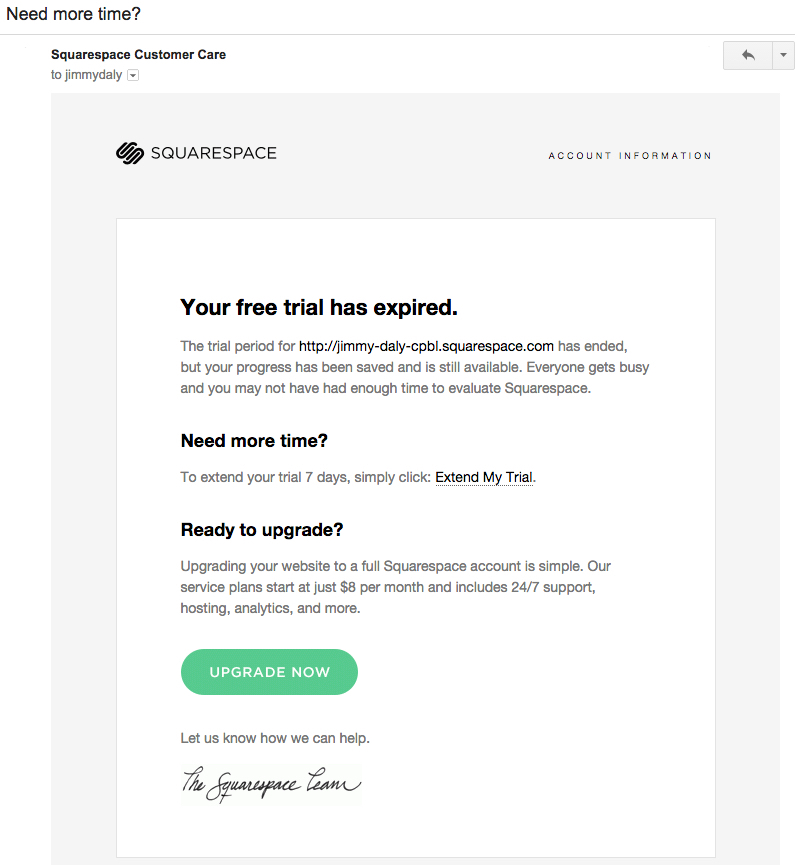 Need more time?
Squarespace Customer Care
to jimmydaly
SQUARESPACE
ACCOUNT INFORMATION
Your free trial has expired.
The trial period for http://jimmy-daly-cpbl.squarespace.com has ended,
but your progress has been saved and is still available. Everyone gets busy
and you may not have had enough time to evaluate Squarespace.
Need more time?
To extend your trial 7 days, simply click: Extend My Trial.
Ready to upgrade?
Upgrading your website to a full Squarespace account is simple. Our
service plans start at just $8 per month and includes 24/7 support,
hosting, analytics, and more.
UPGRADE NOW
Let us know how we can help.
The Squarespace Team